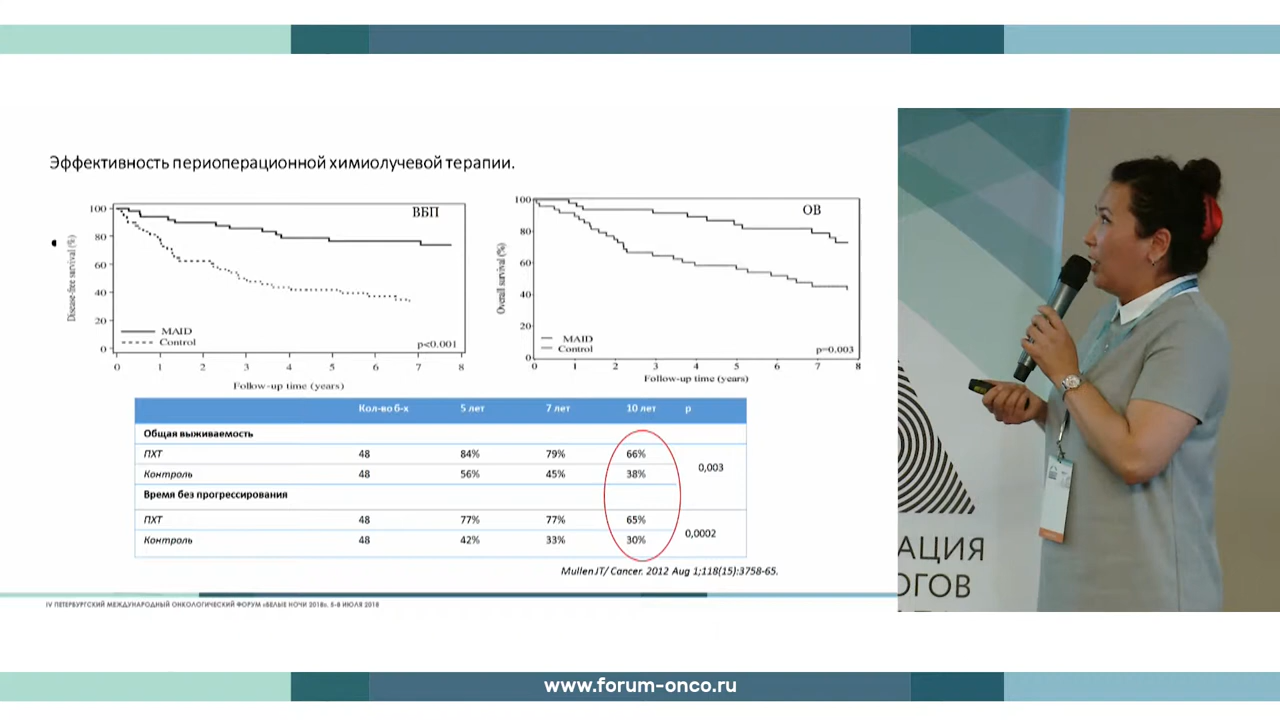 Эффективность периоперационной химиолучевой терапии.
ВБП
100
80
60
40
20
0
Disease-free survival (%)
MAID
Control
p<0.001
0 1 2 3 4 5 6 7 8
Follow-up time (years)
ОВ
100
80
60
40
20
0
Overall survival (%)
MAID
Control
p=0.003
0 1 2 3 4 5 6 7 8
Follow-up time (years)
Кол-во б-х 5 лет 7 лет 10 лет р
Общая выживаемость
ПХТ 48 84% 79% 66%
0,003
Контроль 48 56% 45% 38%
Время без прогрессирования
ПХТ 48 77% 77% 65%
0,0002
Контроль 48 42% 33% 30%
Mullen JT/ Cancer. 2012 Aug 1;118(15):3758-65.
IV ПЕТЕРБУРГСКИЙ МЕЖДУНАРОДНЫЙ ОНКОЛОГИЧЕСКИЙ ФОРУМ «БЕЛЫЕ НОЧИ 2018». 5-8 ИЮЛЯ 2018
АЦИЯ
ОГОВ
www.forum-onco.ru